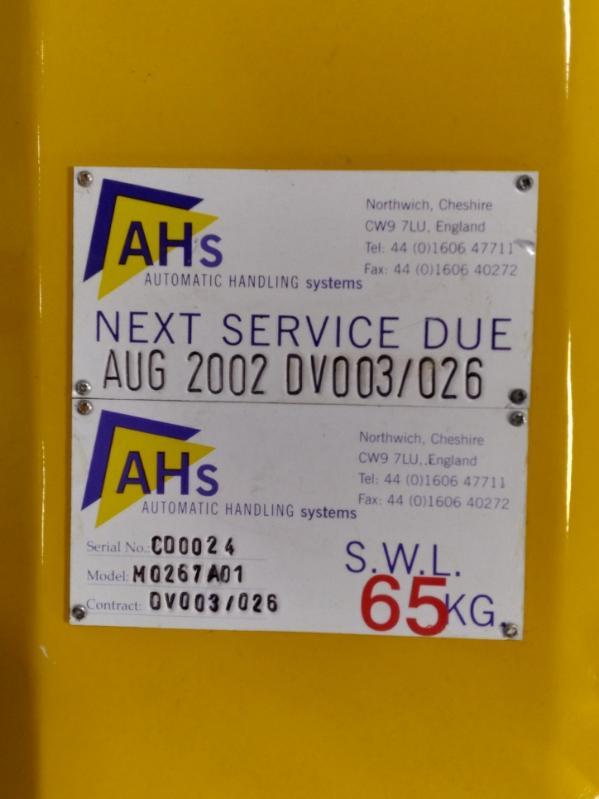 AHs
AUTOMATIC HANDLING systems
Northwich, Cheshire
CW9 7LU, England
Tel: 44 (0)1606 47711
Fax: 44 (0)1606 40272
NEXT SERVICE DUE
AUG 2002 DV003/026
AHs
AUTOMATIC HANDLING systems
Northwich, Cheshire
CW9 7LU, England
Tel: 44 (0)1606 47711
Fax: 44 (0)1606 40272
Serial No.: CD0024
Model: M0267A01
Contract: DV003/026
S.W.L.
65KG.